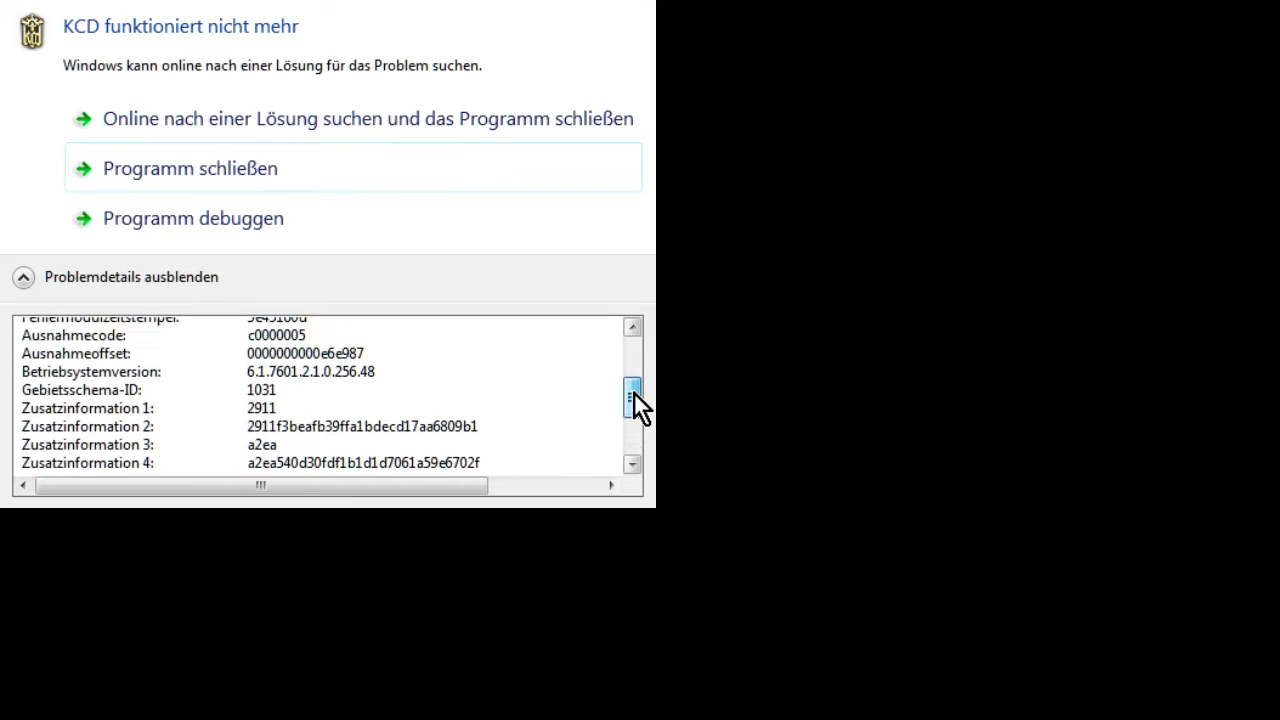 KCD funktioniert nicht mehr
Windows kann online nach einer Lösung für das Problem suchen.
Online nach einer Lösung suchen und das Programm schließen
Programm schließen
Programm debuggen
Problemdetails ausblenden
Fehlermodulzeitstempel:
Ausnahmecode: c0000005
Ausnahmeoffset: 0000000000e6e987
Betriebsystemversion: 6.1.7601.2.1.0.256.48
Gebietsschema-ID: 1031
Zusatzinformation 1: 2911
Zusatzinformation 2: 2911f3beafb39ffa1bdecd17aa6809b1
Zusatzinformation 3: a2ea
Zusatzinformation 4: a2ea540d30fdf1b1d1d7061a59e6702f